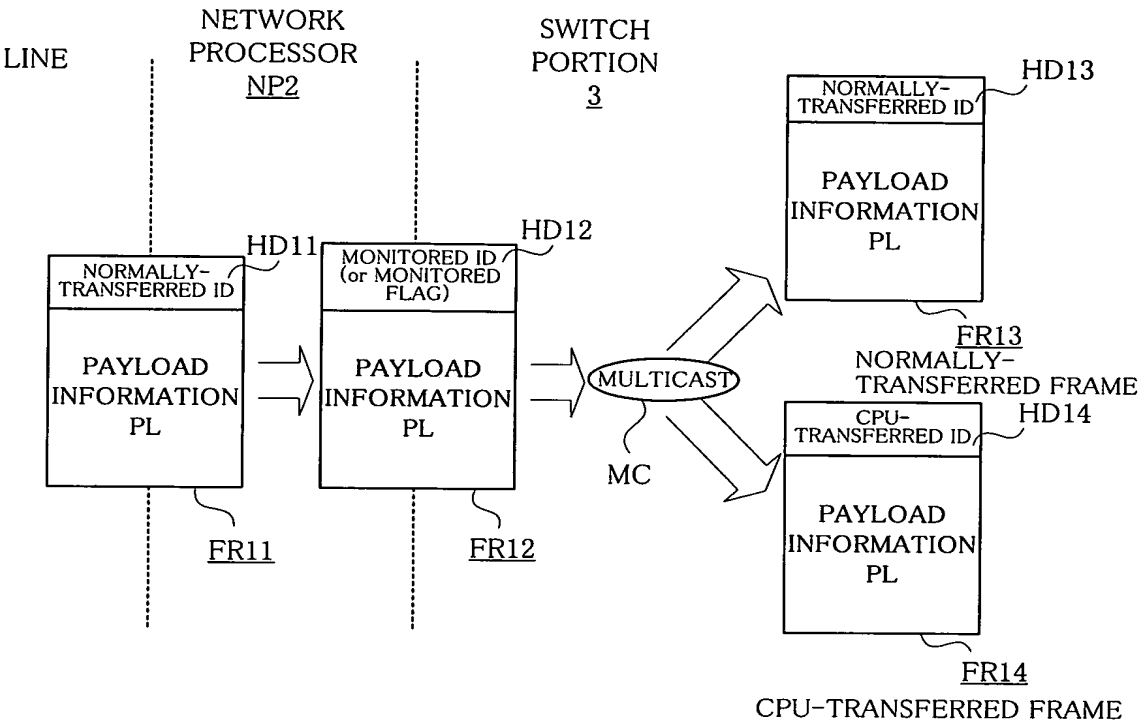 LINE
NETWORK
PROCESSOR
NP2
SWITCH
PORTION
3
NORMALLY-
TRANSFERRED ID
HD11
PAYLOAD
INFORMATION
PL
FR11
MONITORED ID
(or MONITORED
FLAG)
HD12
PAYLOAD
INFORMATION
PL
FR12
MULTICAST
MC
NORMALLY-
TRANSFERRED ID
HD13
PAYLOAD
INFORMATION
PL
FR13
NORMALLY-
TRANSFERRED FRAME
CPU-
TRANSFERRED ID
HD14
PAYLOAD
INFORMATION
PL
FR14
CPU-TRANSFERRED FRAME